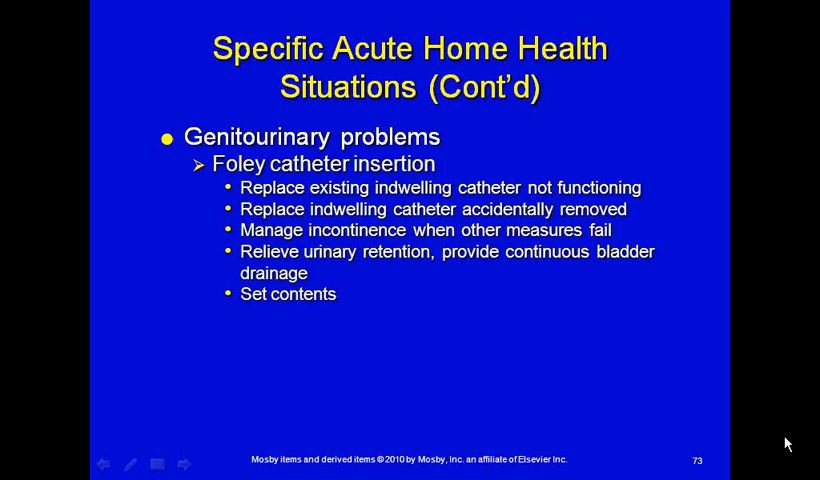 Specific Acute Home Health
Situations (Cont'd)
Genitourinary problems
Foley catheter insertion
Replace existing indwelling catheter not functioning
Replace indwelling catheter accidentally removed
Manage incontinence when other measures fail
Relieve urinary retention, provide continuous bladder
drainage
Set contents
Mosby items and derived items © 2010 by Mosby, Inc. an affiliate of Elsevier Inc.
73